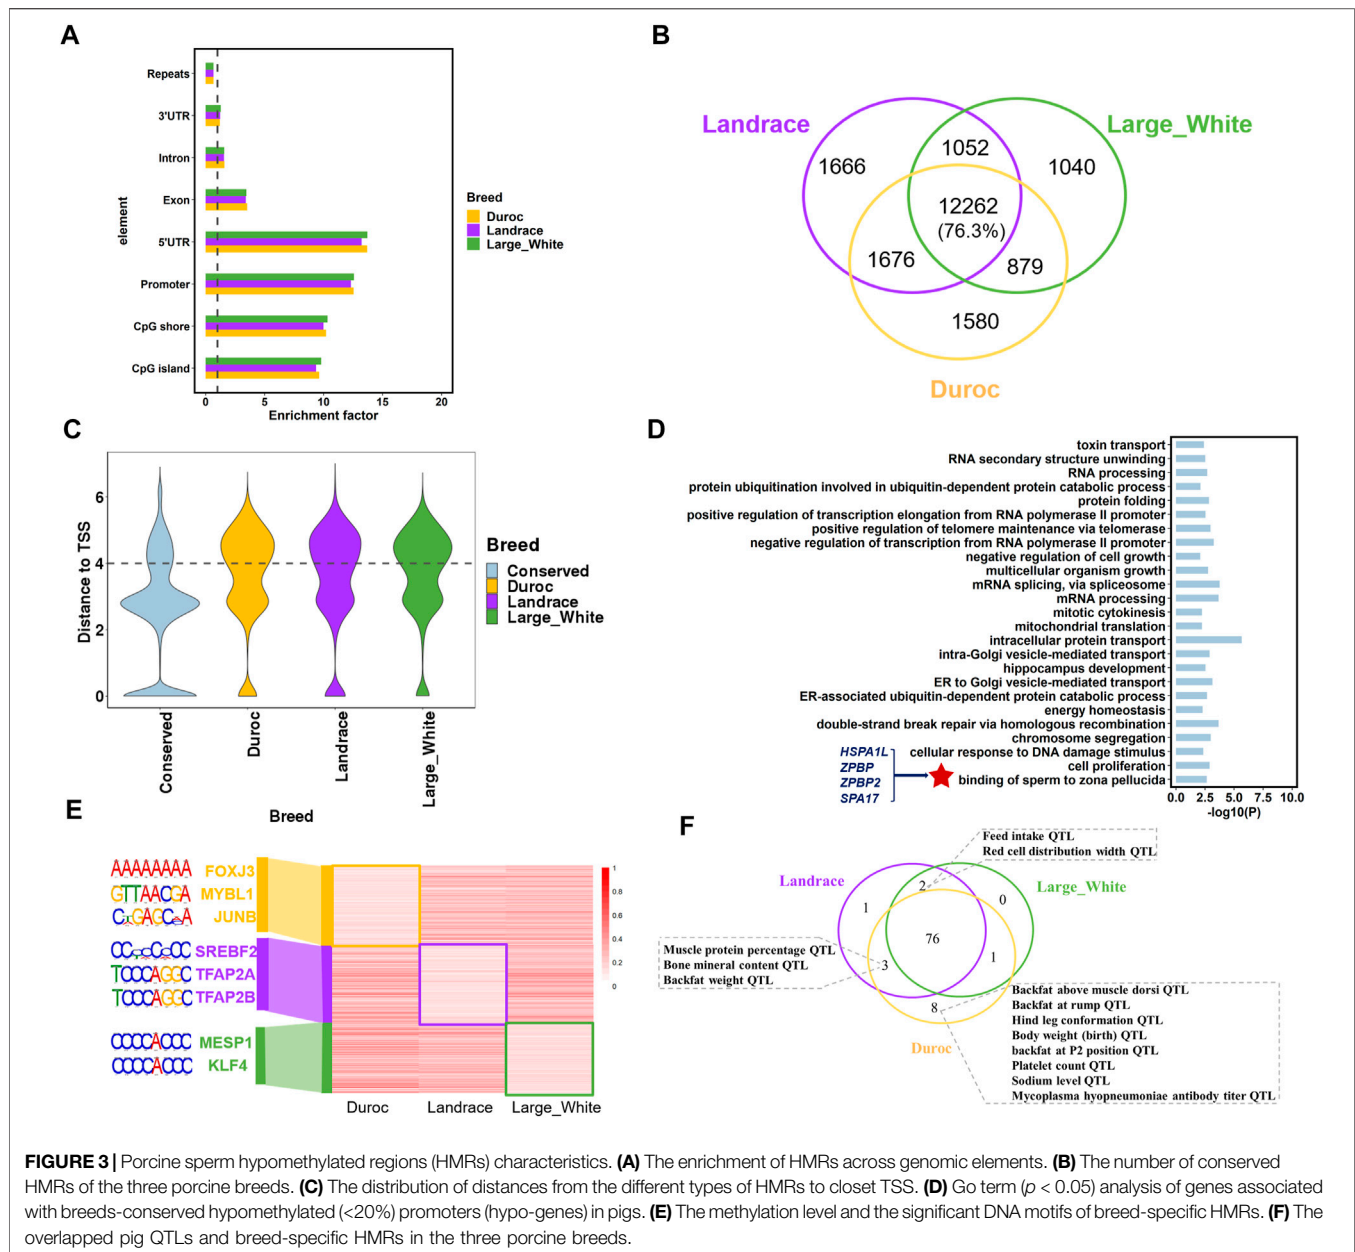 A
Repeats
3'UTR
Intron
Exon
5'UTR
Promoter
CpG shore
CpG island
element
0 5 10 15 20
Enrichment factor
Breed
Duroc
Landrace
Large_White
B
Landrace
Large_White
1052
1666
1040
12262
(76.3%)
1676
879
1580
Duroc
C
6
4
2
0
Distance to TSS
Conserved
Duroc
Landrace
Large_White
Breed
Breed
Conserved
Duroc
Landrace
Large_White
D
toxin transport
RNA secondary structure unwinding
RNA processing
protein ubiquitination involved in ubiquitin-dependent protein catabolic process
protein folding
positive regulation of transcription elongation from RNA polymerase II promoter
positive regulation of telomere maintenance via telomerase
negative regulation of transcription from RNA polymerase II promoter
negative regulation of cell growth
multicellular organism growth
mRNA splicing, via spliceosome
mRNA processing
mitotic cytokinesis
mitochondrial translation
intracellular protein transport
intra-Golgi vesicle-mediated transport
hippocampus development
ER to Golgi vesicle-mediated transport
ER-associated ubiquitin-dependent protein catabolic process
energy homeostasis
double-strand break repair via homologous recombination
chromosome segregation
cellular response to DNA damage stimulus
cell proliferation
binding of sperm to zona pellucida
HSPA1L
ZPBP
ZPBP2
SPA17
0.0 2.5 5.0 7.5 10.0
-log10(P)
E
AAAAAAAA FOXJ3
GTTAACGA MYBL1
JUNB
SREBF2
TCCCAGGC TFAP2A
TCCCAGGC TFAP2B
CCCCACCC MESP1
CCCCACCC KLF4
Duroc Landrace Large_White
1
0.8
0.6
0.4
0.2
0
F
Feed intake QTL
Red cell distribution width QTL
Landrace
Large_White
2
1
0
76
3
1
8
Duroc
Muscle protein percentage QTL
Bone mineral content QTL
Backfat weight QTL
Backfat above muscle dorsi QTL
Backfat at rump QTL
Hind leg conformation QTL
Body weight (birth) QTL
backfat at P2 position QTL
Platelet count QTL
Sodium level QTL
Mycoplasma hyopneumoniae antibody titer QTL
FIGURE 3 | Porcine sperm hypomethylated regions (HMRs) characteristics. (A) The enrichment of HMRs across genomic elements. (B) The number of conserved
HMRs of the three porcine breeds. (C) The distribution of distances from the different types of HMRs to closet TSS. (D) Go term (p < 0.05) analysis of genes associated
with breeds-conserved hypomethylated (<20%) promoters (hypo-genes) in pigs. (E) The methylation level and the significant DNA motifs of breed-specific HMRs. (F) The
overlapped pig QTLs and breed-specific HMRs in the three porcine breeds.